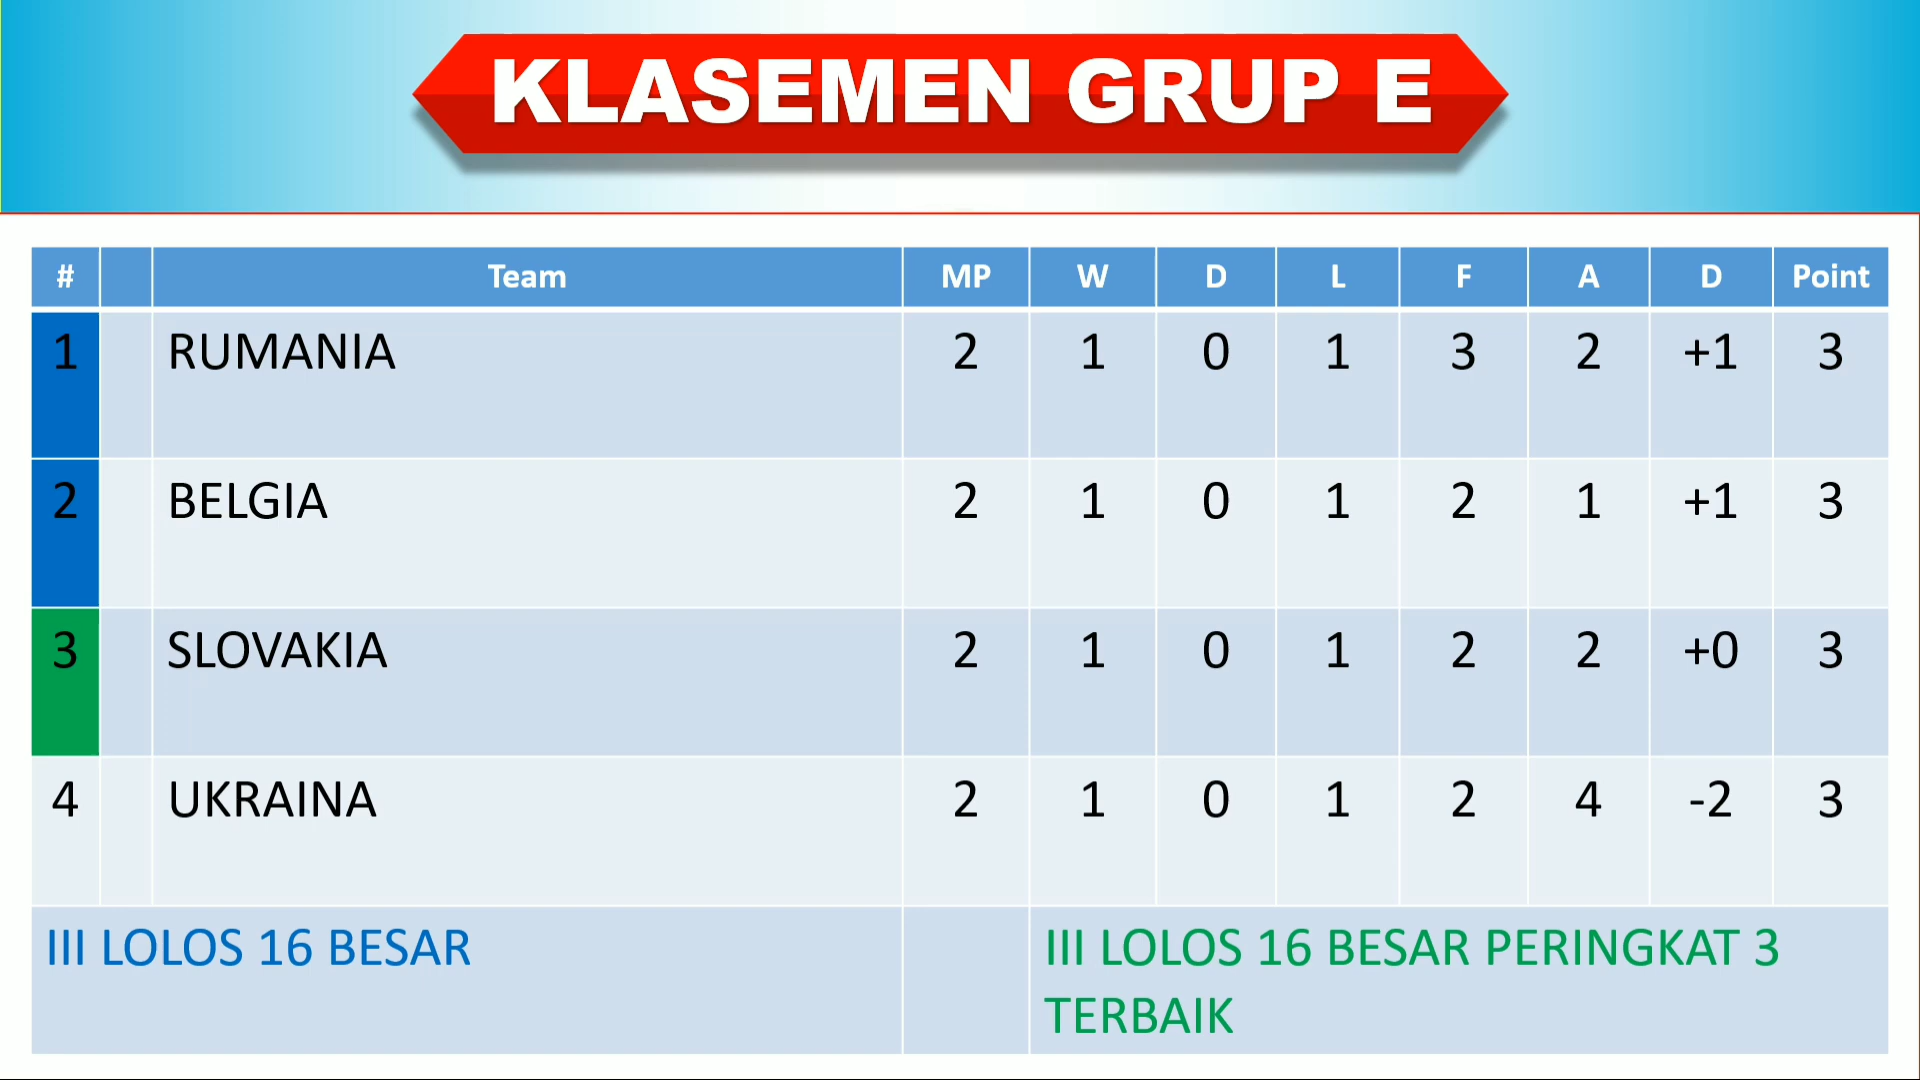 KLASEMEN GRUP E
# Team MP W D L F A D Point
1 RUMANIA 2 1 0 1 3 2 +1 3
2 BELGIA 2 1 0 1 2 1 +1 3
3 SLOVAKIA 2 1 0 1 2 2 +0 3
4 UKRAINA 2 1 0 1 2 4 -2 3
III LOLOS 16 BESAR
III LOLOS 16 BESAR PERINGKAT 3
TERBAIK